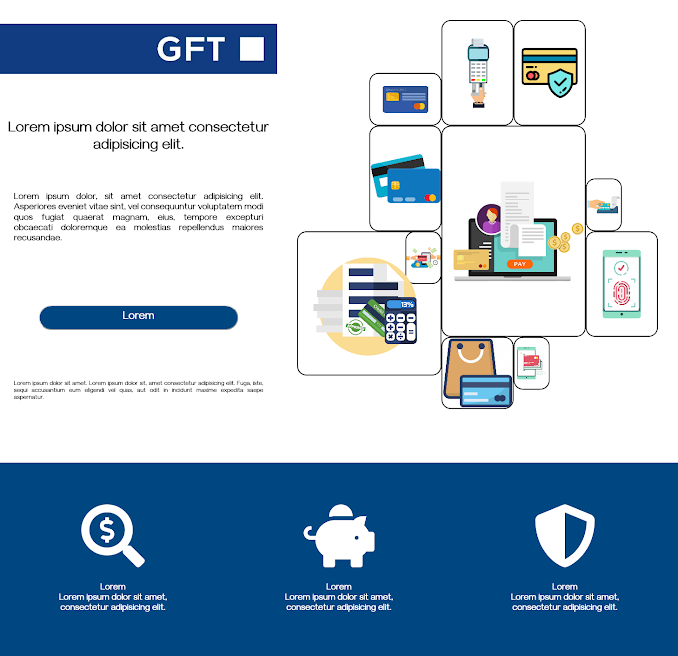 GFT
Lorem ipsum dolor sit amet consectetur
adipisicing elit.
Lorem ipsum dolor, sit amet consectetur adipisicing elit.
Asperiores eveniet vitae sint, vel consequuntur voluptatem modi
quos fugiat quaerat magnam, eius, tempore excepturi
obcaecati doloremque ea molestias repellendus maiores
recusandae.
Lorem
Lorem ipsum dolor sit amet. Lorem ipsum dolor sit, amet consectetur adipisicing elit. Fuga, iste,
sequi accusantium eum eligendi vel quas, aut odit in incidunt maxime expedita saepe
aspernatur.
PAY
13%
Lorem
Lorem ipsum dolor sit amet,
consectetur adipisicing elit.
Lorem
Lorem ipsum dolor sit amet,
consectetur adipisicing elit.
Lorem
Lorem ipsum dolor sit amet,
consectetur adipisicing elit.